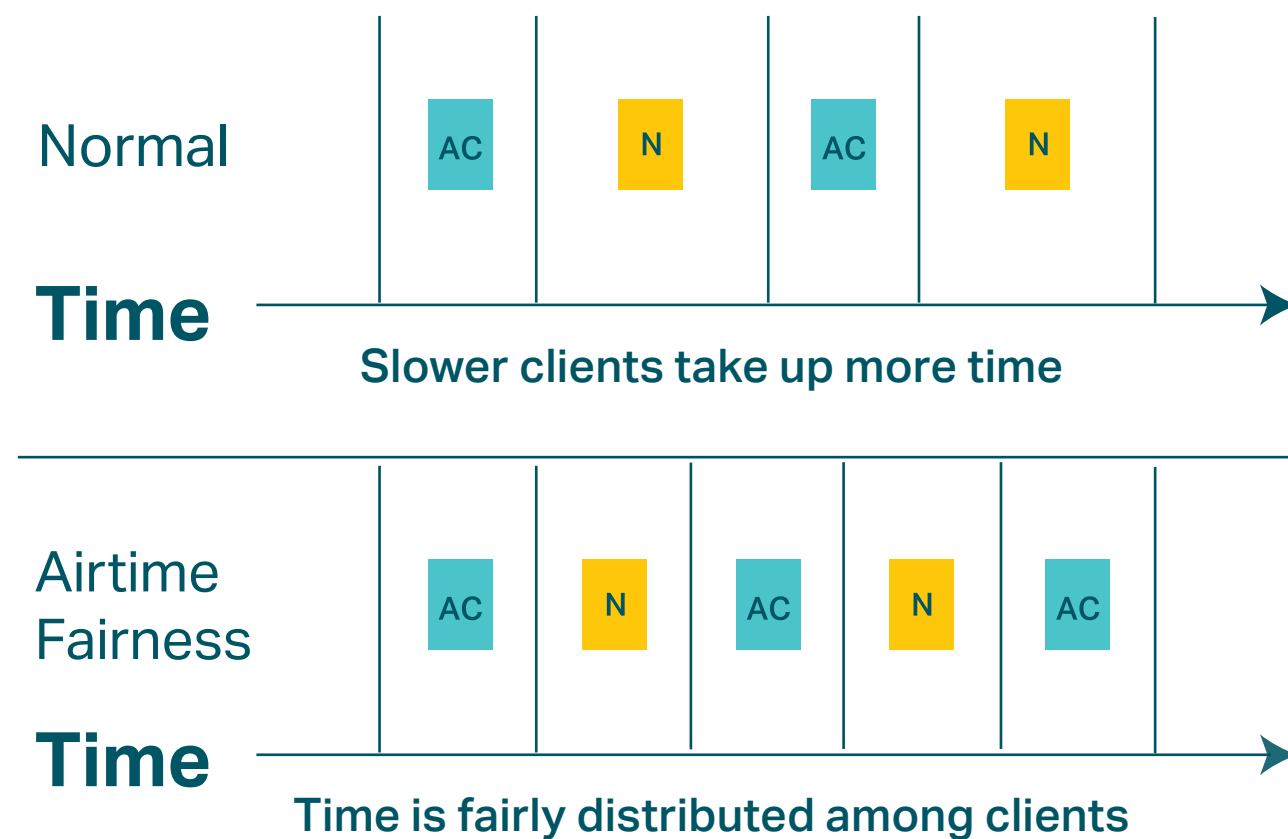 Normal
AC
N
AC
N
Time
Slower clients take up more time
Airtime
Fairness
AC
N
AC
N
AC
Time
Time is fairly distributed among clients